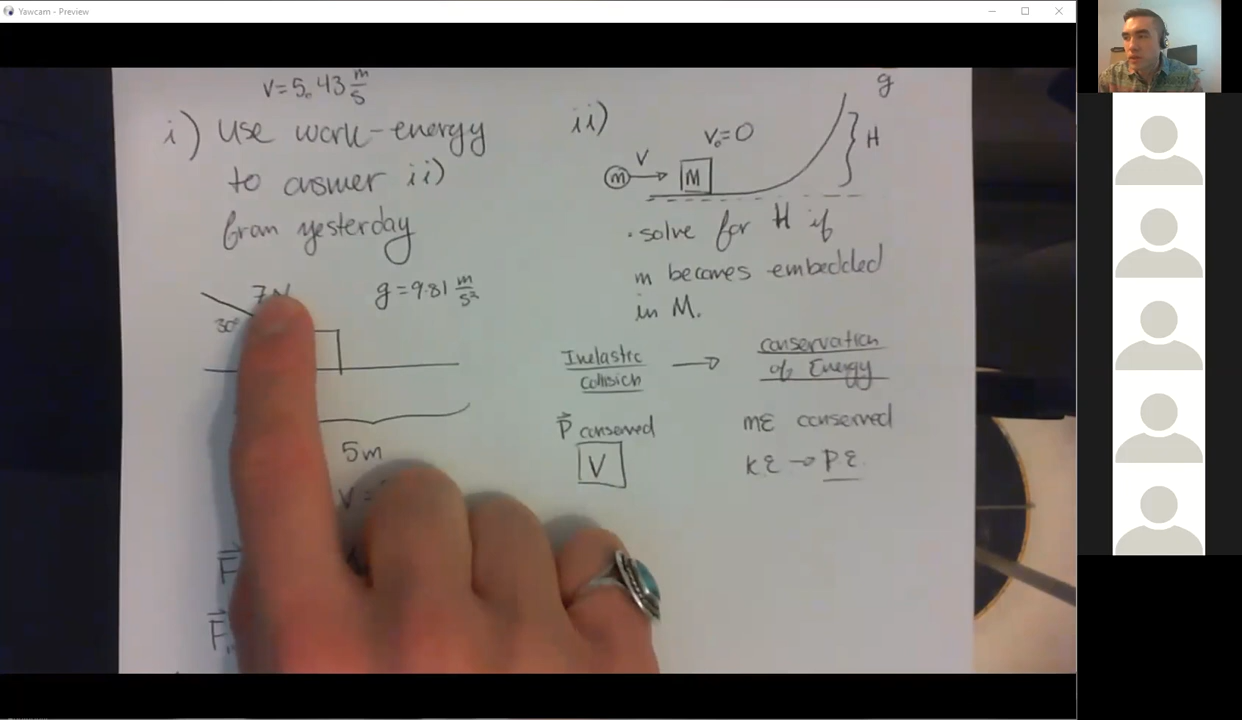 Yawcam - Preview
V=5.43 m/s
i) Use work-energy
to answer ii)
from yesterday
7N
g=9.81 m/s²
30°
5m
V=
F
F
ii)
g
V₀=0
V
m
M
H
• solve for H if
m becomes embedded
in M.
Inelastic
collision
→
conservation
of Energy
P conserved
V
mE conserved
KE → PE